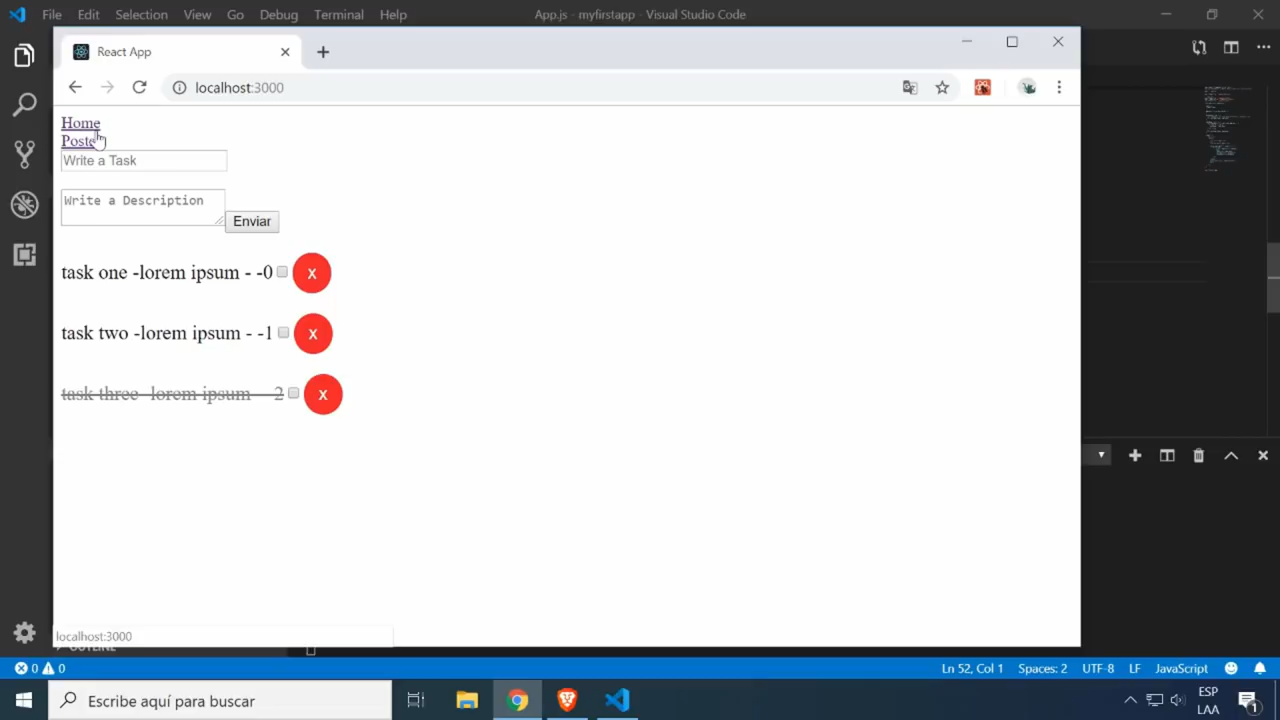 File Edit Selection View Go Debug Terminal Help App.js - myfirstapp - Visual Studio Code
React App
localhost:3000
Home
Posts
Write a Task
Write a Description
Enviar
task one -lorem ipsum - -0 x
task two -lorem ipsum - -1 x
task three -lorem ipsum - -2 x
localhost:3000
OUTLINE
0 0 Ln 52, Col 1 Spaces: 2 UTF-8 LF JavaScript
Escribe aquí para buscar
ESP
LAA
1